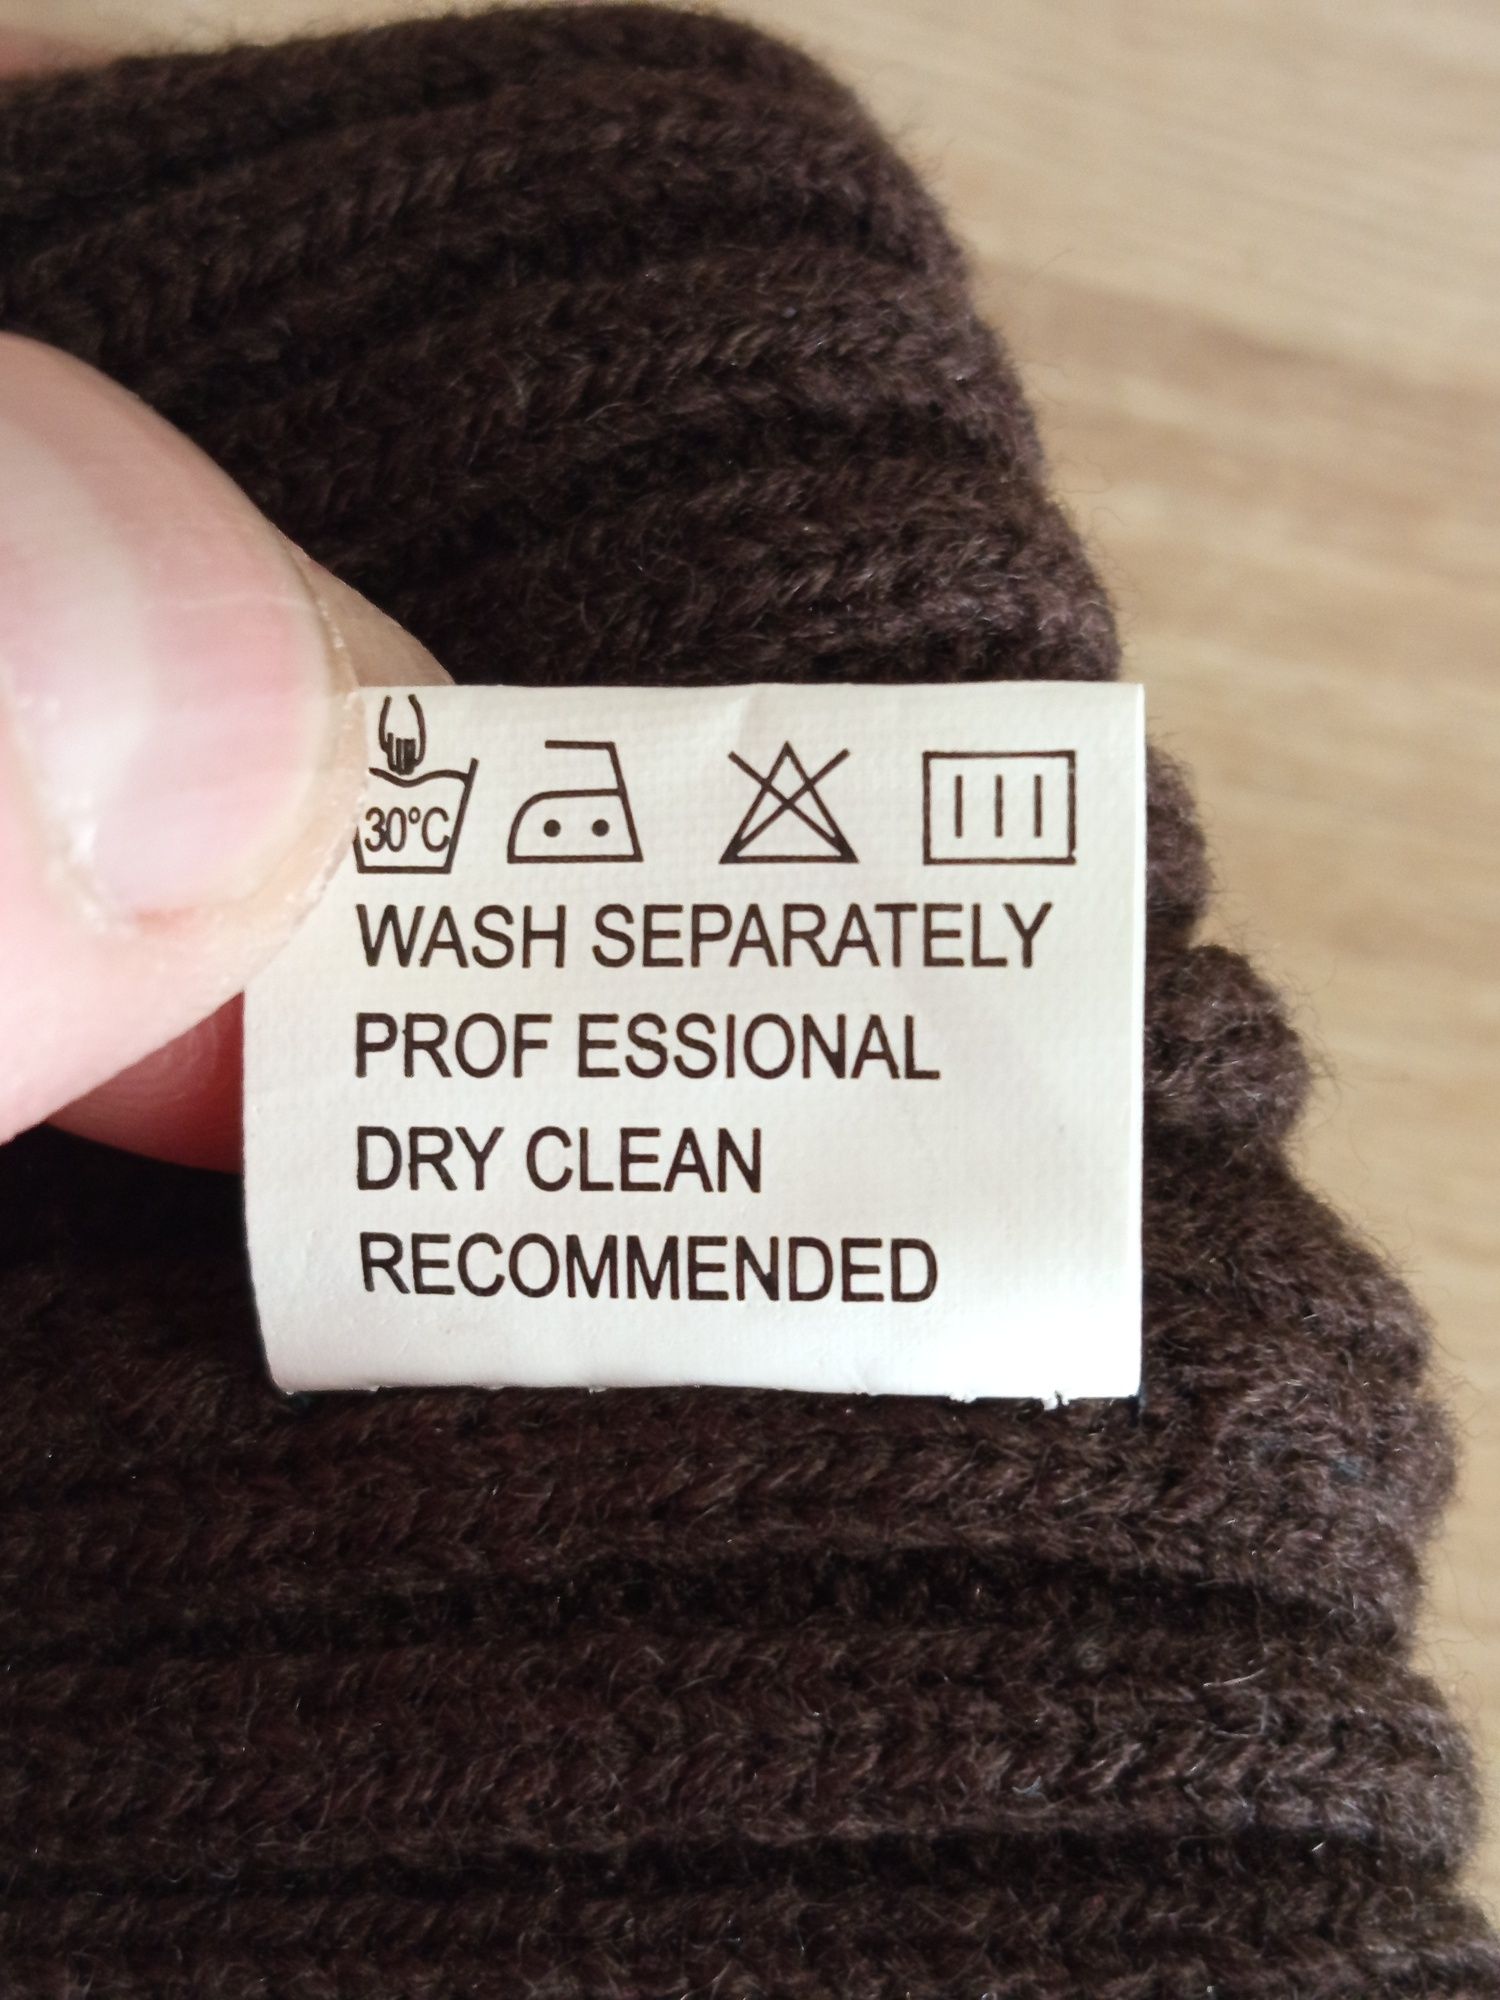 30°C
WASH SEPARATELY
PROF ESSIONAL
DRY CLEAN
RECOMMENDED